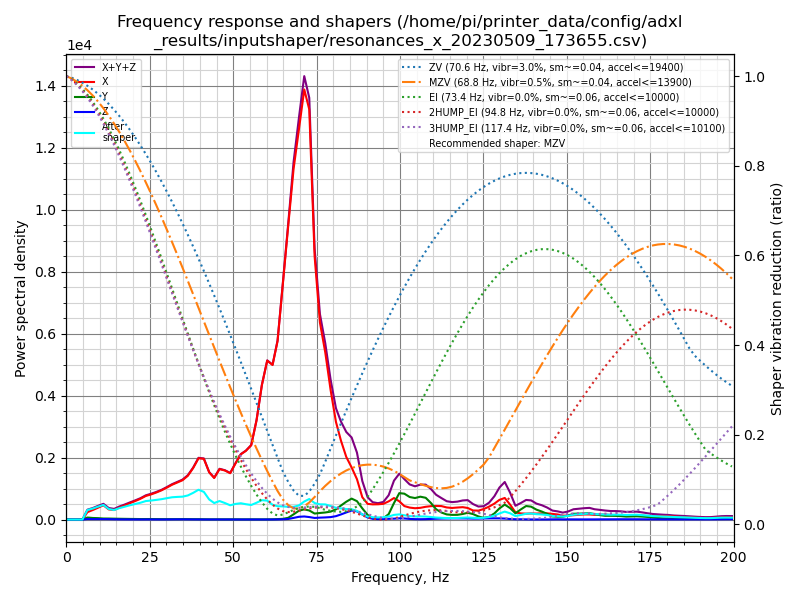 Frequency response and shapers (/home/pi/printer_data/config/adxl
_results/inputshaper/resonances_x_20230509_173655.csv)
1e4
X+Y+Z
X
Y
Z
After
shaper
ZV (70.6 Hz, vibr=3.0%, sm~=0.04, accel<=19400)
MZV (68.8 Hz, vibr=0.5%, sm~=0.04, accel<=13900)
EI (73.4 Hz, vibr=0.0%, sm~=0.06, accel<=10000)
2HUMP_EI (94.8 Hz, vibr=0.0%, sm~=0.06, accel<=10000)
3HUMP_EI (117.4 Hz, vibr=0.0%, sm~=0.06, accel<=10100)
Recommended shaper: MZV
Power spectral density
1.4
1.2
1.0
0.8
0.6
0.4
0.2
0.0
1.0
0.8
0.6
0.4
0.2
0.0
Shaper vibration reduction (ratio)
0 25 50 75 100 125 150 175 200
Frequency, Hz